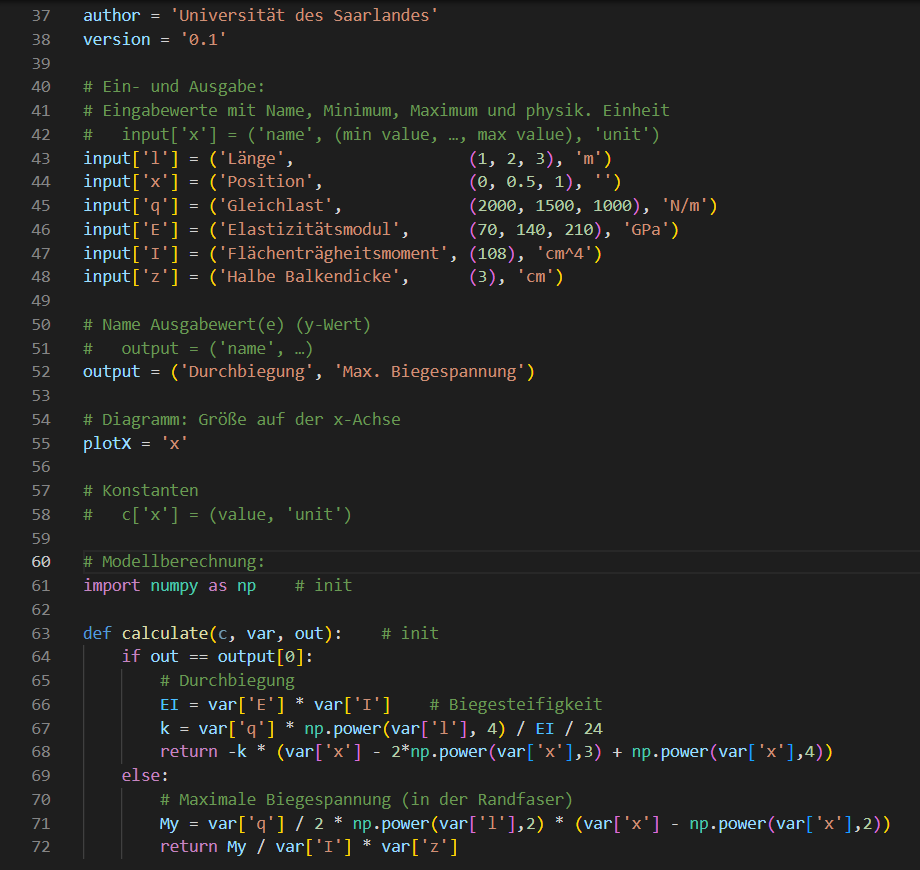 37 author = 'Universität des Saarlandes'
38 version = '0.1'
39
40 # Ein- und Ausgabe:
41 # Eingabewerte mit Name, Minimum, Maximum und physik. Einheit
42 #   input['x'] = ('name', (min value, …, max value), 'unit')
43 input['l'] = ('Länge',                  (1, 2, 3), 'm')
44 input['x'] = ('Position',               (0, 0.5, 1), '')
45 input['q'] = ('Gleichlast',             (2000, 1500, 1000), 'N/m')
46 input['E'] = ('Elastizitätsmodul',      (70, 140, 210), 'GPa')
47 input['I'] = ('Flächenträgheitsmoment', (108), 'cm^4')
48 input['z'] = ('Halbe Balkendicke',      (3), 'cm')
49
50 # Name Ausgabewert(e) (y-Wert)
51 #   output = ('name', …)
52 output = ('Durchbiegung', 'Max. Biegespannung')
53
54 # Diagramm: Größe auf der x-Achse
55 plotX = 'x'
56
57 # Konstanten
58 #   c['x'] = (value, 'unit')
59
60 # Modellberechnung:
61 import numpy as np    # init
62
63 def calculate(c, var, out):    # init
64     if out == output[0]:
65         # Durchbiegung
66         EI = var['E'] * var['I']    # Biegesteifigkeit
67         k = var['q'] * np.power(var['l'], 4) / EI / 24
68         return -k * (var['x'] - 2*np.power(var['x'],3) + np.power(var['x'],4))
69     else:
70         # Maximale Biegespannung (in der Randfaser)
71         My = var['q'] / 2 * np.power(var['l'],2) * (var['x'] - np.power(var['x'],2))
72         return My / var['I'] * var['z']